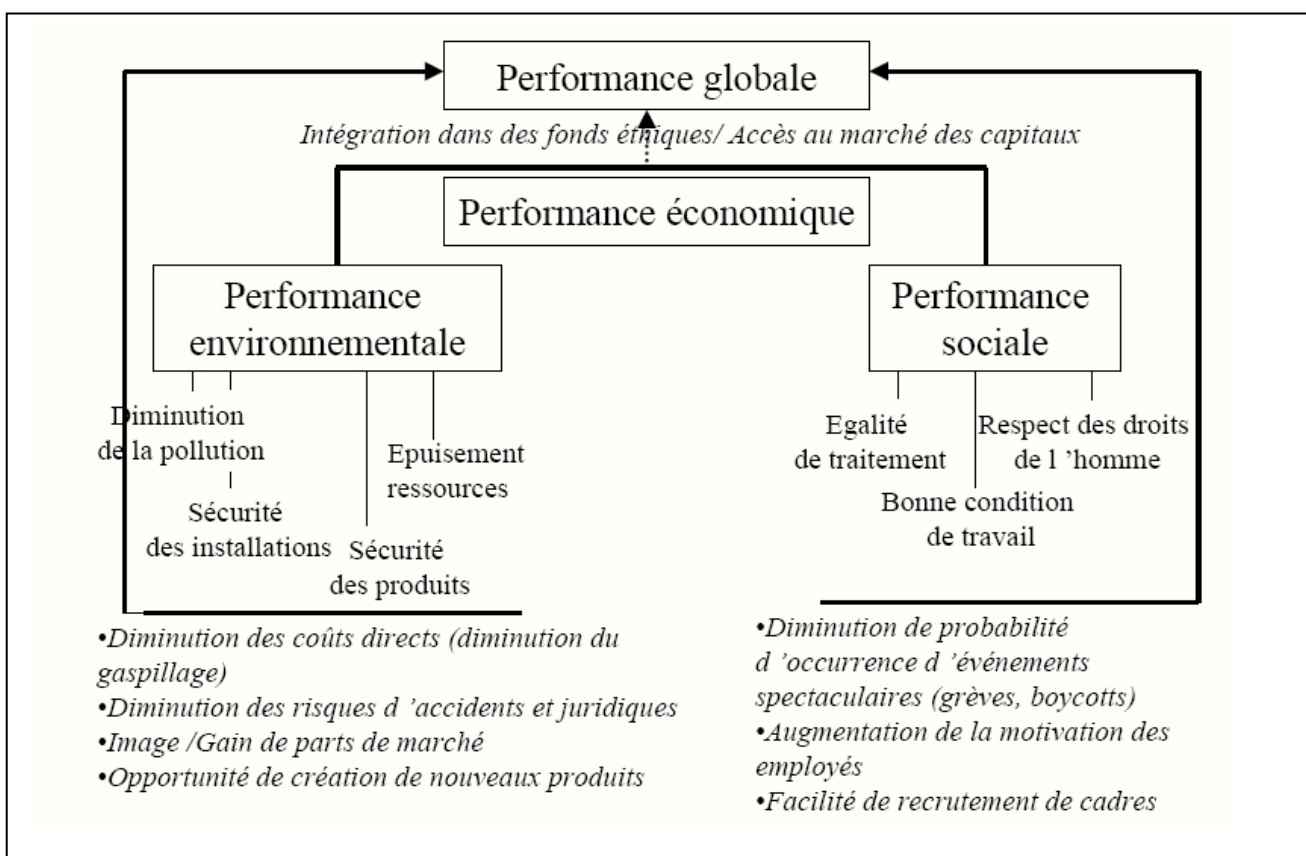 Performance globale
Intégration dans des fonds éthiques/ Accès au marché des capitaux
Performance économique
Performance
environnementale
Diminution
de la pollution
Sécurité
des installations
Epuisement
ressources
Sécurité
des produits
Performance
sociale
Egalité
de traitement
Respect des droits
de l ’homme
Bonne condition
de travail
•Diminution des coûts directs (diminution du
gaspillage)
•Diminution des risques d ’accidents et juridiques
•Image /Gain de parts de marché
•Opportunité de création de nouveaux produits
•Diminution de probabilité
d ’occurrence d ’événements
spectaculaires (grèves, boycotts)
•Augmentation de la motivation des
employés
•Facilité de recrutement de cadres